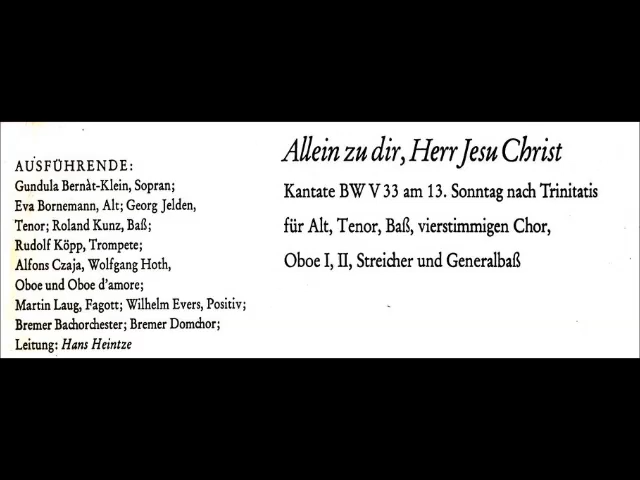 AUSFÜHRENDE:
Gundula Bernàt-Klein, Sopran;
Eva Bornemann, Alt; Georg Jelden,
Tenor; Roland Kunz, Baß;
Rudolf Köpp, Trompete;
Alfons Czaja, Wolfgang Hoth,
Oboe und Oboe d’amore;
Martin Laug, Fagott; Wilhelm Evers, Positiv;
Bremer Bachorchester; Bremer Domchor;
Leitung: Hans Heintze
Allein zu dir, Herr Jesu Christ
Kantate BWV 33 am 13. Sonntag nach Trinitatis
für Alt, Tenor, Baß, vierstimmigen Chor,
Oboe I, II, Streicher und Generalbaß